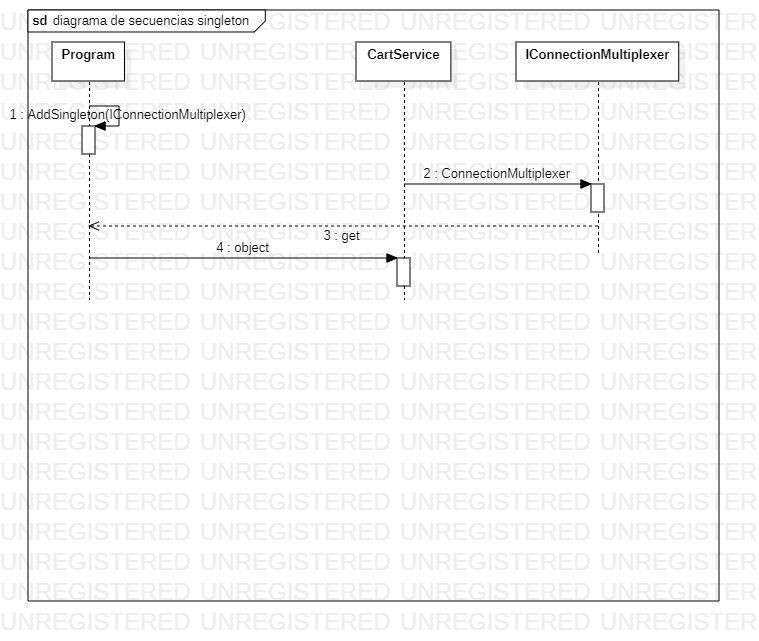 sd diagrama de secuencias singleton
Program
CartService
IConnectionMultiplexer
1 : AddSingleton(IConnectionMultiplexer)
2 : ConnectionMultiplexer
3 : get
4 : object
UNREGISTERED UNREGISTERED UNREGISTERED UNREGISTERED